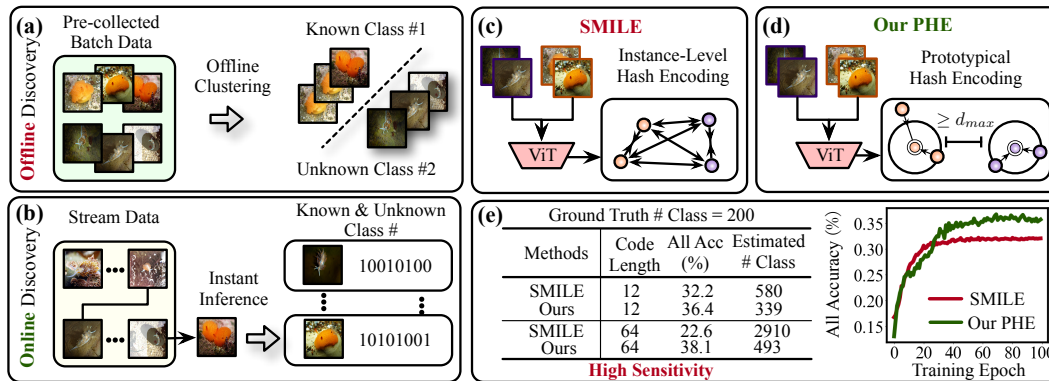 (a)
Pre-collected
Batch Data
Offline Discovery
Offline
Clustering
Known Class #1
Unknown Class #2
(b)
Stream Data
Online Discovery
Instant
Inference
Known & Unknown
Class #
10010100
10101001
(c)
SMILE
Instance-Level
Hash Encoding
ViT
(d)
Our PHE
Prototypical
Hash Encoding
ViT
≥ d_max
(e)
Ground Truth # Class = 200
Methods Code Length All Acc (%) Estimated # Class
SMILE 12 32.2 580
Ours 12 36.4 339
SMILE 64 22.6 2910
Ours 64 38.1 493
High Sensitivity
All Accuracy (%)
0.35
0.30
0.25
0.20
0.15
SMILE
Our PHE
0 20 40 60 80 100
Training Epoch